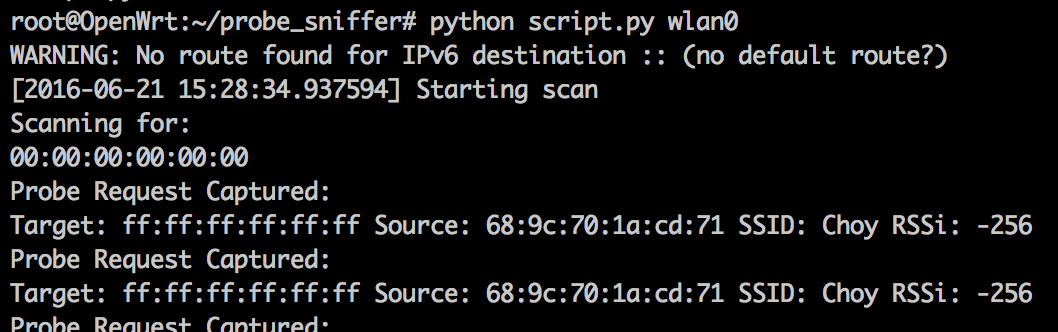 root@OpenWrt:~/probe_sniffer# python script.py wlan0
WARNING: No route found for IPv6 destination :: (no default route?)
[2016-06-21 15:28:34.937594] Starting scan
Scanning for:
00:00:00:00:00:00
Probe Request Captured:
Target: ff:ff:ff:ff:ff:ff Source: 68:9c:70:1a:cd:71 SSID: Choy RSSi: -256
Probe Request Captured:
Target: ff:ff:ff:ff:ff:ff Source: 68:9c:70:1a:cd:71 SSID: Choy RSSi: -256
Probe Request Captured: